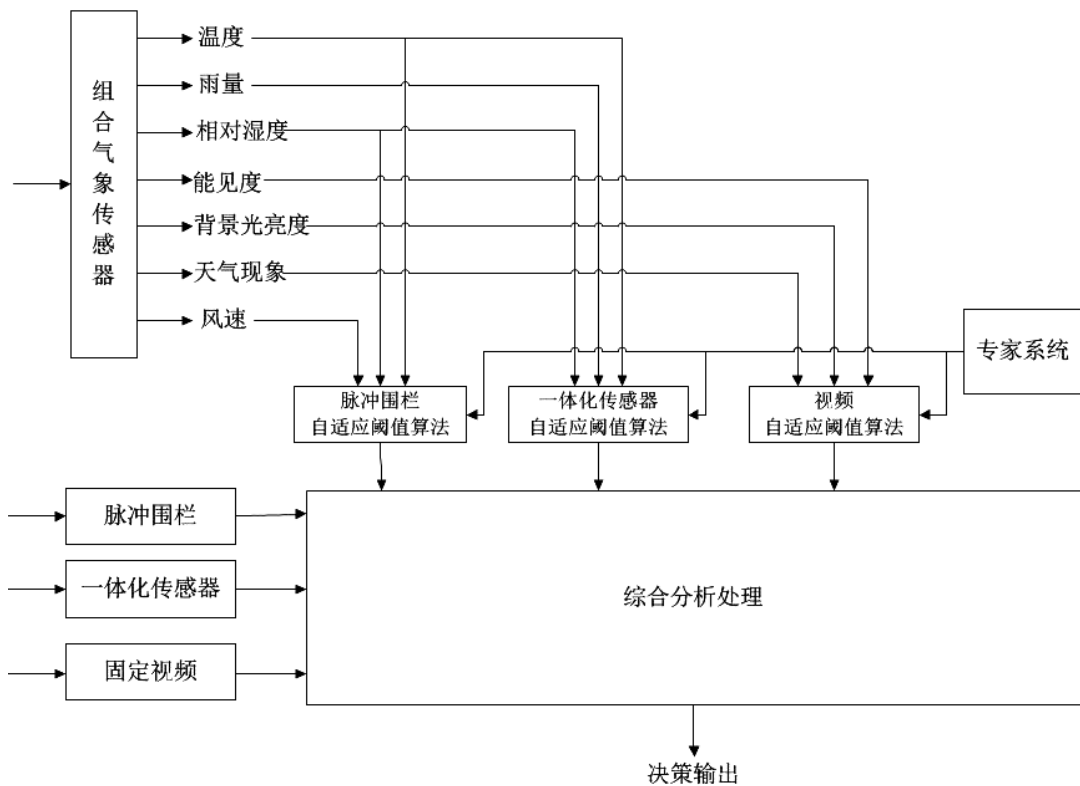 组合气象传感器
温度
雨量
相对湿度
能见度
背景光亮度
天气现象
风速
专家系统
脉冲围栏
自适应阈值算法
一体化传感器
自适应阈值算法
视频
自适应阈值算法
脉冲围栏
一体化传感器
固定视频
综合分析处理
决策输出